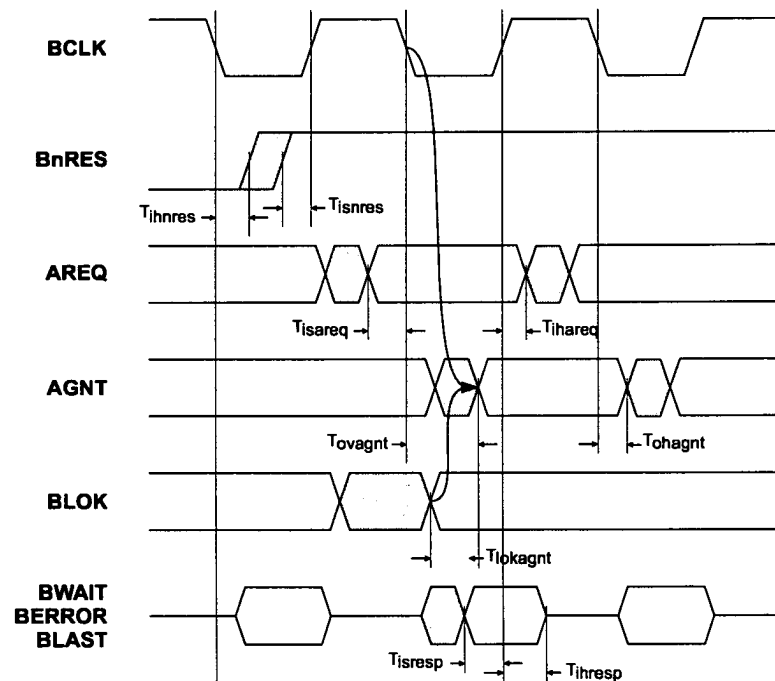 BCLK
BnRES
Tihnres
Tisnres
AREQ
Tisareq
Tihareq
AGNT
Tovagnt
Tohagnt
BLOK
Tlokagnt
BWAIT
BERROR
BLAST
Tisresp
Tihresp